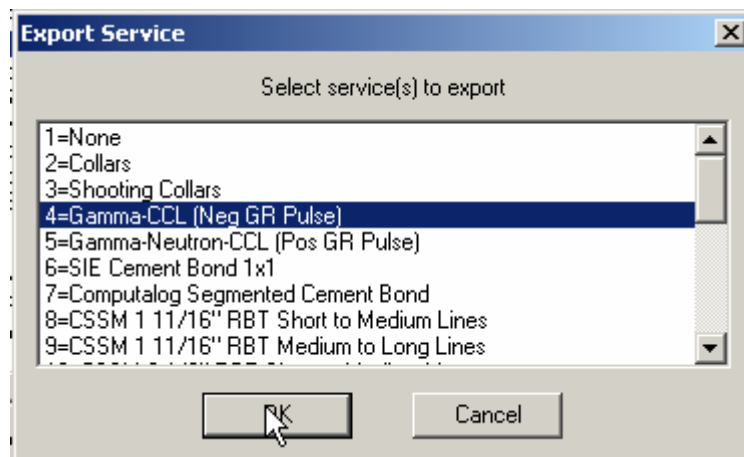 Export Service
Select service(s) to export
1=None
2=Collars
3=Shooting Collars
4=Gamma-CCL (Neg GR Pulse)
5=Gamma-Neutron-CCL (Pos GR Pulse)
6=SIE Cement Bond 1x1
7=Computalog Segmented Cement Bond
8=CSSM 1 11/16" RBT Short to Medium Lines
9=CSSM 1 11/16" RBT Medium to Long Lines
OK Cancel